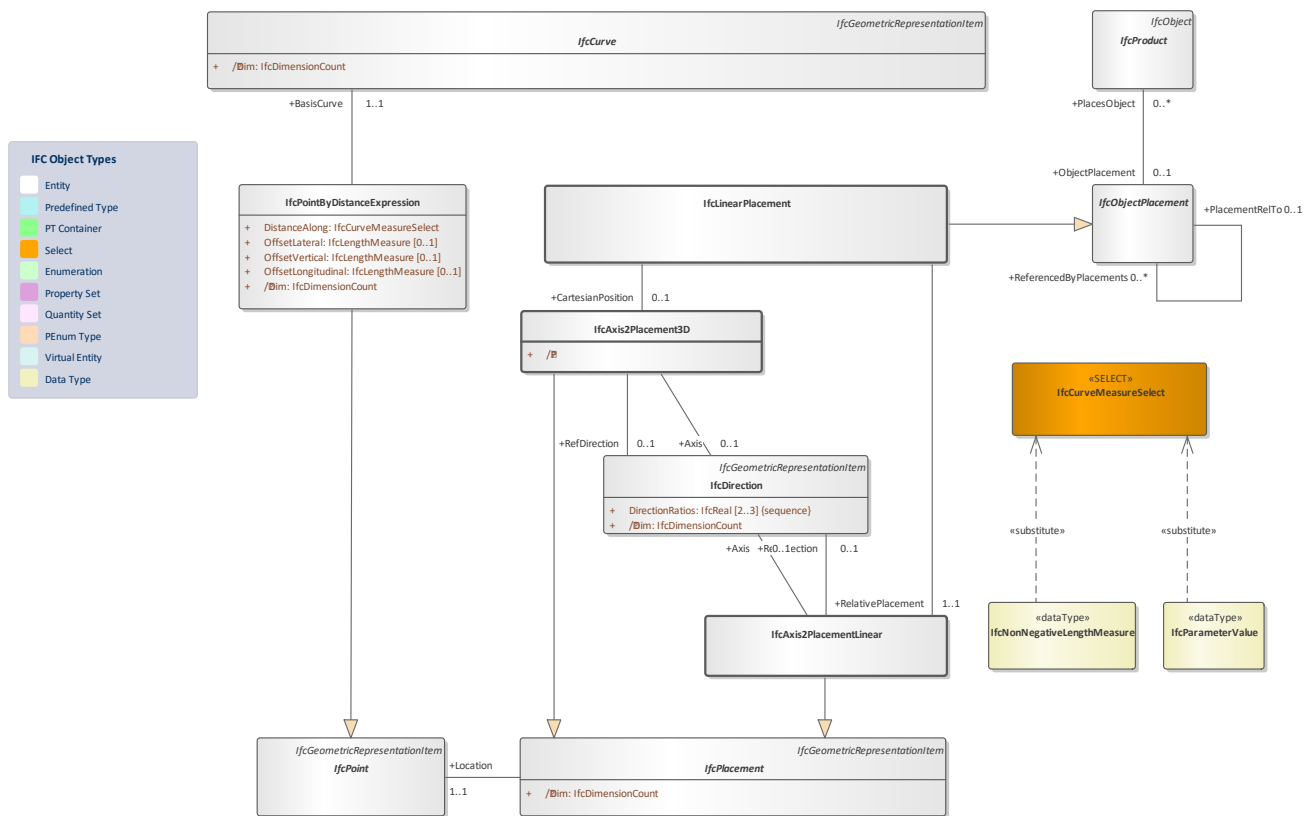 IfcGeometricRepresentationItem
IfcCurve
+ /Dim: IfcDimensionCount
IfcObject
IfcProduct
+BasisCurve 1..1
+PlacesObject 0..*
IFC Object Types
Entity
Predefined Type
PT Container
Select
Enumeration
Property Set
Quantity Set
PEnum Type
Virtual Entity
Data Type
IfcPointByDistanceExpression
+ DistanceAlong: IfcCurveMeasureSelect
+ OffsetLateral: IfcLengthMeasure [0..1]
+ OffsetVertical: IfcLengthMeasure [0..1]
+ OffsetLongitudinal: IfcLengthMeasure [0..1]
+ /Dim: IfcDimensionCount
IfcLinearPlacement
+ObjectPlacement 0..1
IfcObjectPlacement
+PlacementRelTo 0..1
+ReferencedByPlacements 0..*
+CartesianPosition 0..1
IfcAxis2Placement3D
+ /P
«SELECT»
IfcCurveMeasureSelect
+RefDirection 0..1
+Axis 0..1
IfcGeometricRepresentationItem
IfcDirection
+ DirectionRatios: IfcReal [2..3] {sequence}
+ /Dim: IfcDimensionCount
«substitute»
«substitute»
+Axis 0..1
0..1
+RelativePlacement 1..1
IfcAxis2PlacementLinear
«dataType»
IfcNonNegativeLengthMeasure
«dataType»
IfcParameterValue
IfcGeometricRepresentationItem
IfcPoint
+Location
1..1
IfcGeometricRepresentationItem
IfcPlacement
+ /Dim: IfcDimensionCount